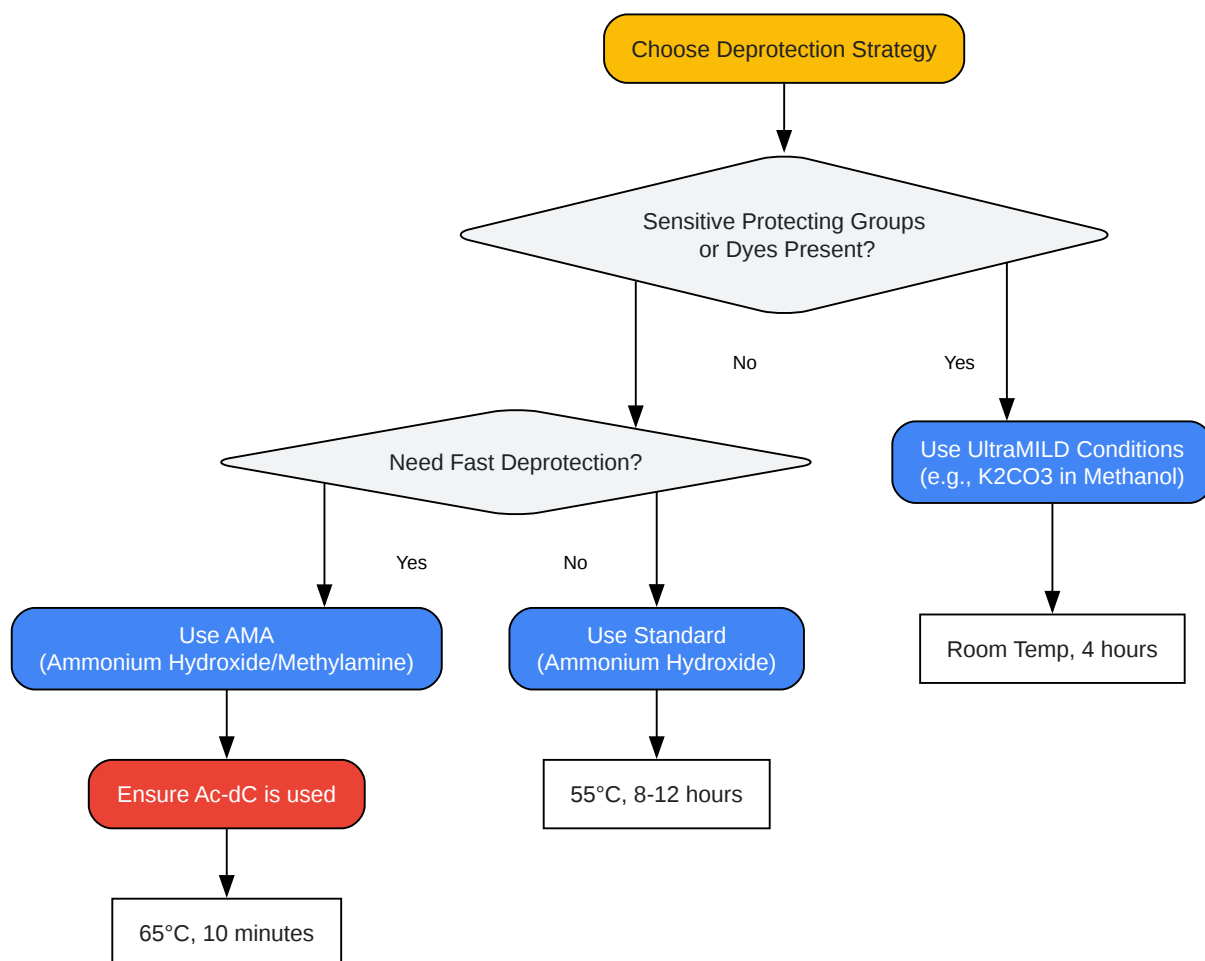 Choose Deprotection Strategy
Sensitive Protecting Groups
or Dyes Present?
No
Yes
Need Fast Deprotection?
Use UltraMILD Conditions
(e.g., K2CO3 in Methanol)
Yes
No
Use AMA
(Ammonium Hydroxide/Methylamine)
Use Standard
(Ammonium Hydroxide)
Room Temp, 4 hours
Ensure Ac-dC is used
55°C, 8-12 hours
65°C, 10 minutes